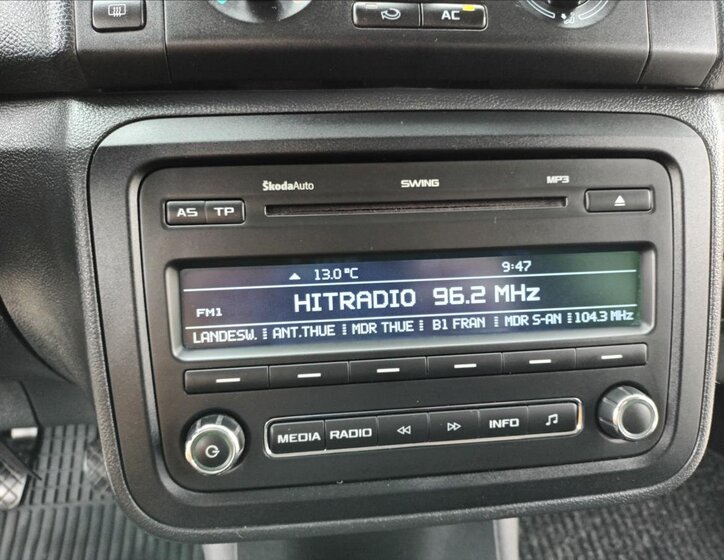 AC
ŠkodaAuto SWING MP3
AS TP
13.0°C 9:47
HITRADIO 96.2 MHz
FM1
LANDESW. ANT.THUE MDR THUE B1 FRAN MDR S-AN 104.3 MHz
MEDIA RADIO INFO